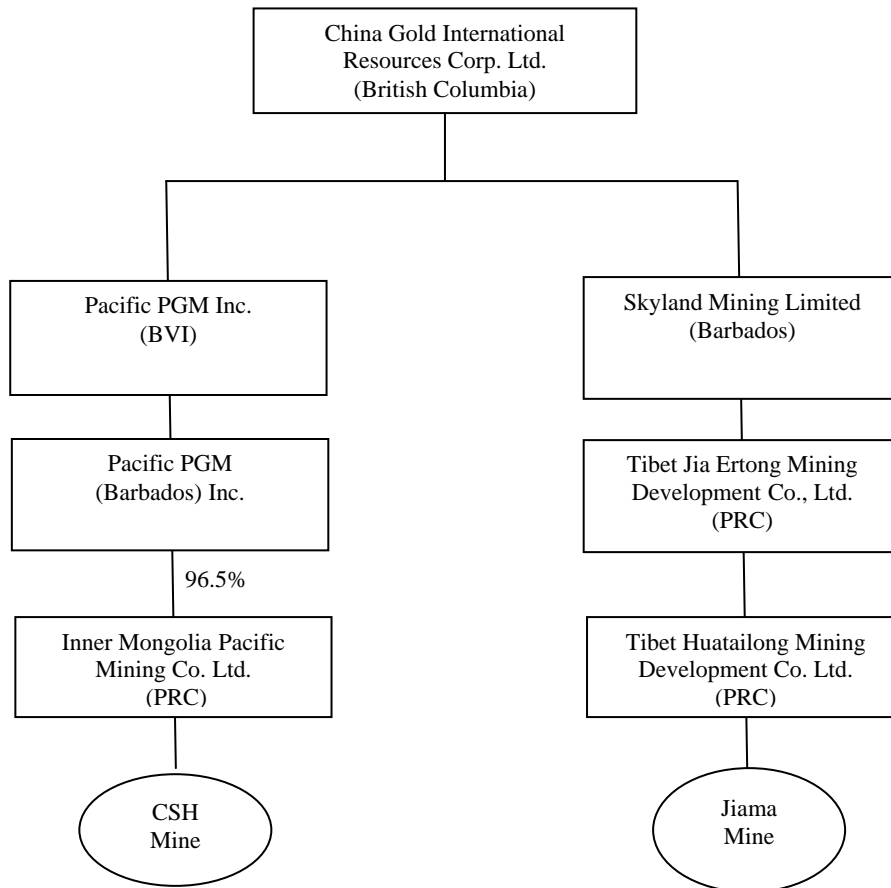 China Gold International
Resources Corp. Ltd.
(British Columbia)
Pacific PGM Inc.
(BVI)
Skyland Mining Limited
(Barbados)
Pacific PGM
(Barbados) Inc.
Tibet Jia Ertong Mining
Development Co., Ltd.
(PRC)
96.5%
Inner Mongolia Pacific
Mining Co. Ltd.
(PRC)
Tibet Huatailong Mining
Development Co. Ltd.
(PRC)
CSH
Mine
Jiama
Mine